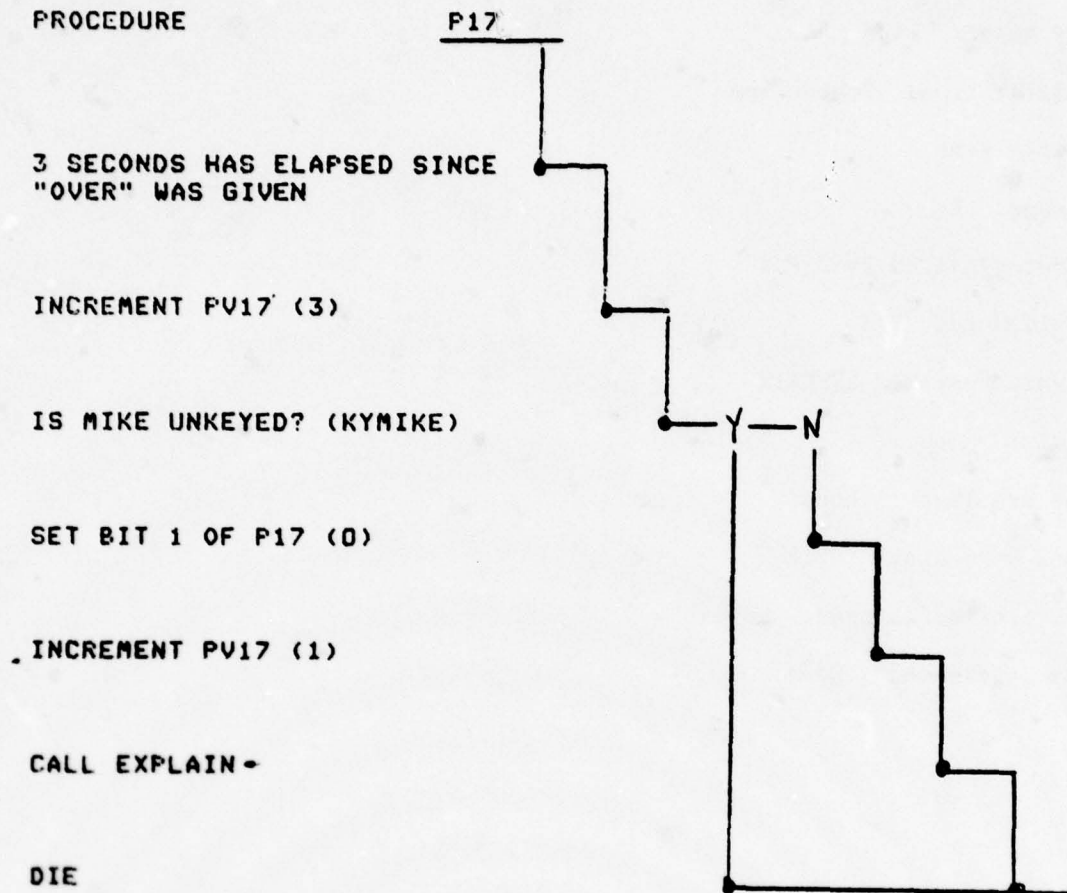 PROCEDURE P17
3 SECONDS HAS ELAPSED SINCE
"OVER" WAS GIVEN
INCREMENT PV17 (3)
IS MIKE UNKEYED? (KYMIKE) Y N
SET BIT 1 OF P17 (0)
INCREMENT PV17 (1)
CALL EXPLAIN
DIE